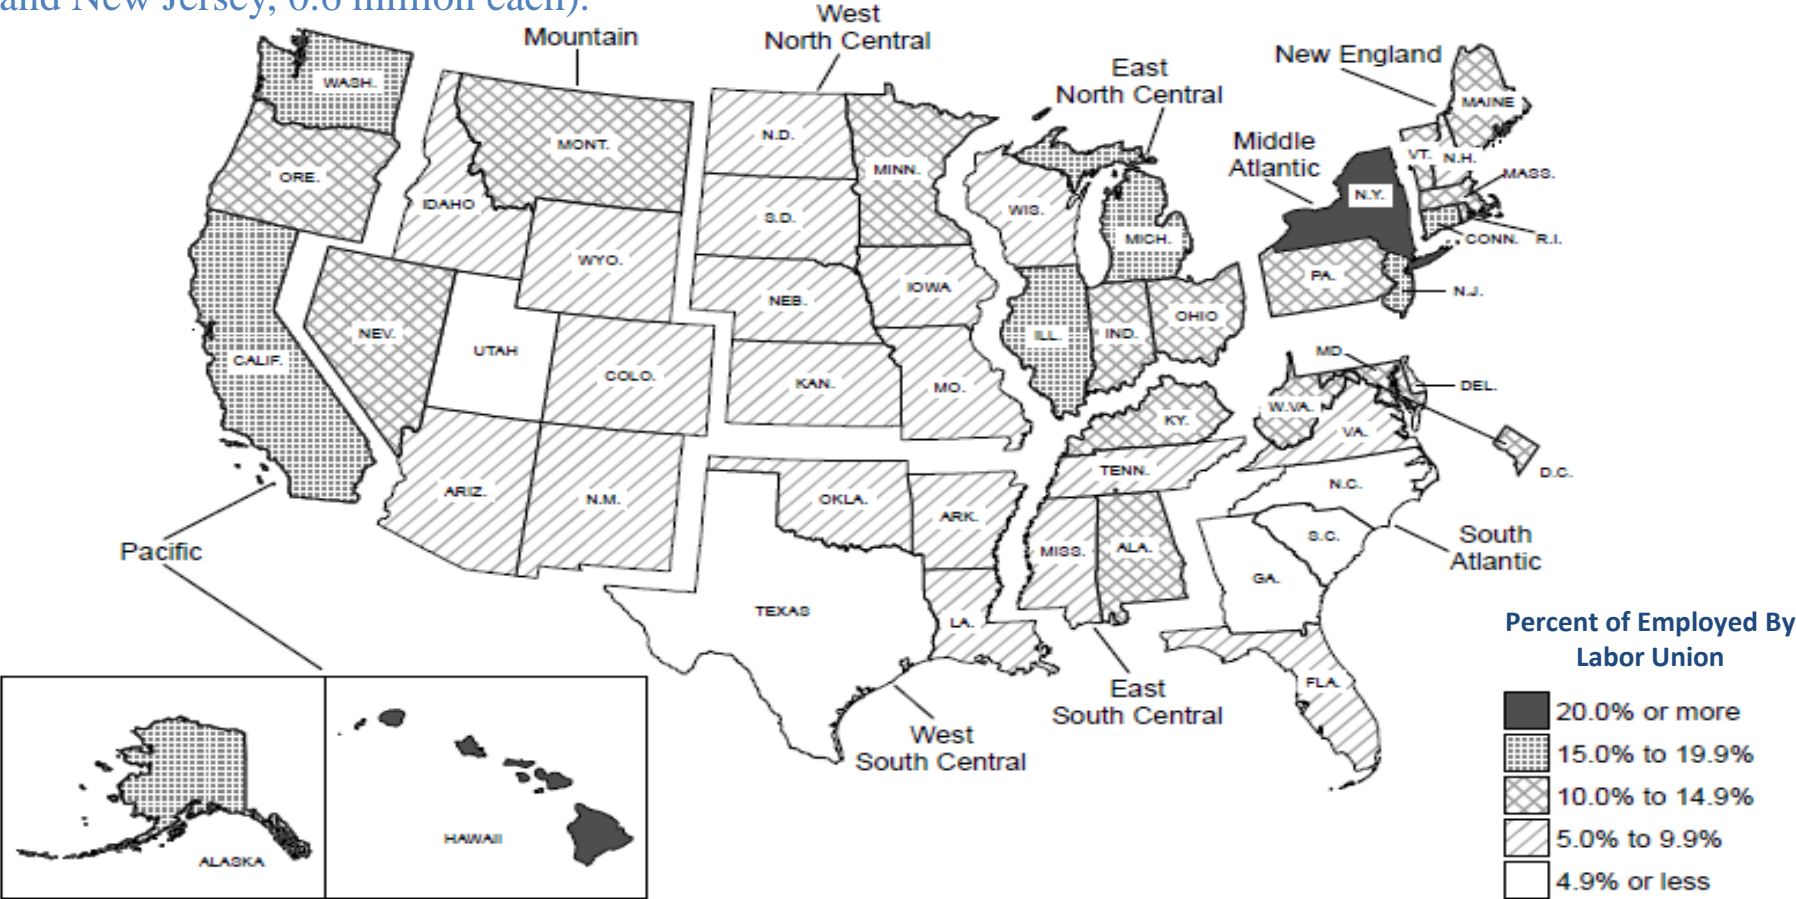 and New Jersey, 0.6 million each).
West
North Central
Mountain
New England
East
North Central
Middle
Atlantic
WASH.
MAINE
N.D.
MONT.
MINN.
VT.
N.H.
MASS.
ORE.
IDAHO
S.D.
WIS.
N.Y.
MICH.
CONN.
R.I.
WYO.
NEB.
IOWA
PA.
N.J.
NEV.
UTAH
CALIF.
COLO.
KAN.
MO.
ILL.
IND.
OHIO
MD.
DEL.
W.VA.
KY.
VA.
D.C.
TENN.
N.C.
ARIZ.
N.M.
OKLA.
ARK.
MISS.
ALA.
S.C.
South
Atlantic
GA.
Pacific
TEXAS
LA.
FLA.
East
South Central
West
South Central
ALASKA
HAWAII
Percent of Employed By
Labor Union
20.0% or more
15.0% to 19.9%
10.0% to 14.9%
5.0% to 9.9%
4.9% or less